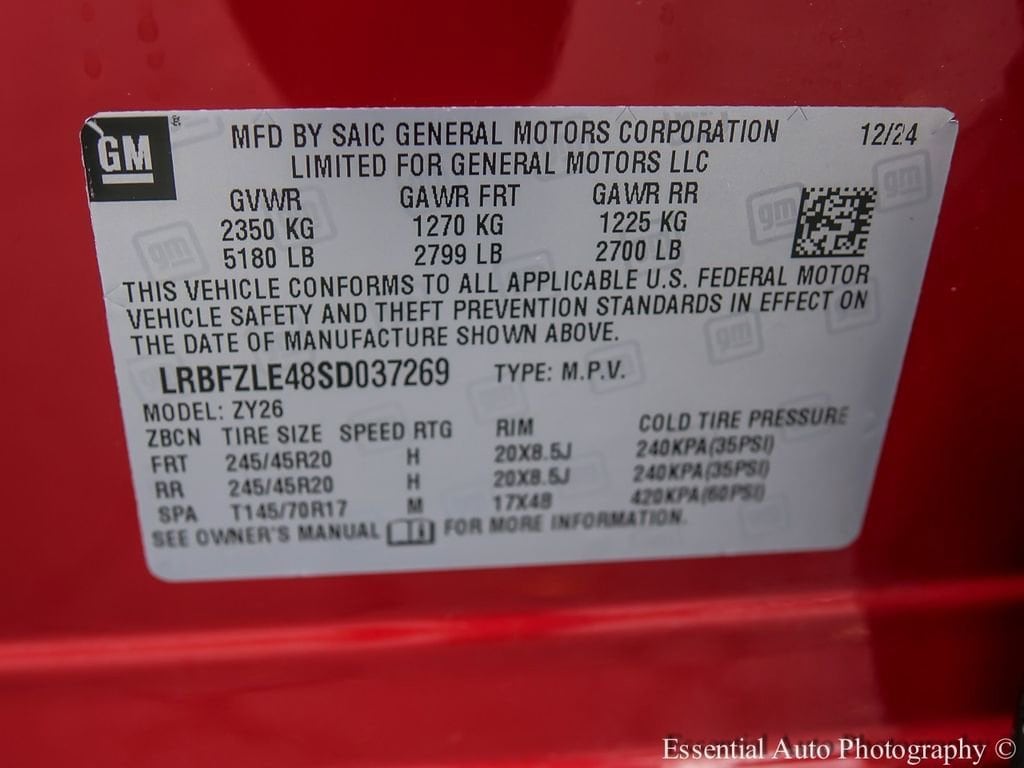 GM
MFD BY SAIC GENERAL MOTORS CORPORATION 12/24
LIMITED FOR GENERAL MOTORS LLC
GVWR GAWR FRT GAWR RR
2350 KG 1270 KG 1225 KG
5180 LB 2799 LB 2700 LB
THIS VEHICLE CONFORMS TO ALL APPLICABLE U.S. FEDERAL MOTOR
VEHICLE SAFETY AND THEFT PREVENTION STANDARDS IN EFFECT ON
THE DATE OF MANUFACTURE SHOWN ABOVE.
LRBFZLE48SD037269 TYPE: M.P.V.
MODEL: ZY26
ZBCN TIRE SIZE SPEED RTG RIM COLD TIRE PRESSURE
FRT 245/45R20 H 20X8.5J 240KPA(35PSI)
RR 245/45R20 H 20X8.5J 240KPA(35PSI)
SPA T145/70R17 M 17X4B 420KPA(60PSI)
SEE OWNER'S MANUAL FOR MORE INFORMATION.
Essential Auto Photography ©